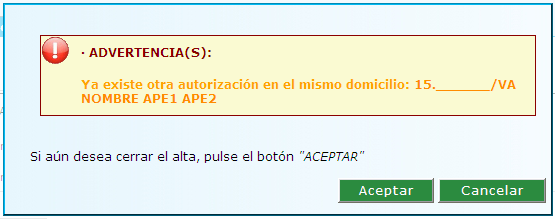 · ADVERTENCIA(S):
Ya existe otra autorización en el mismo domicilio: 15.______/VA
NOMBRE APE1 APE2
Si aún desea cerrar el alta, pulse el botón "ACEPTAR"
Aceptar Cancelar